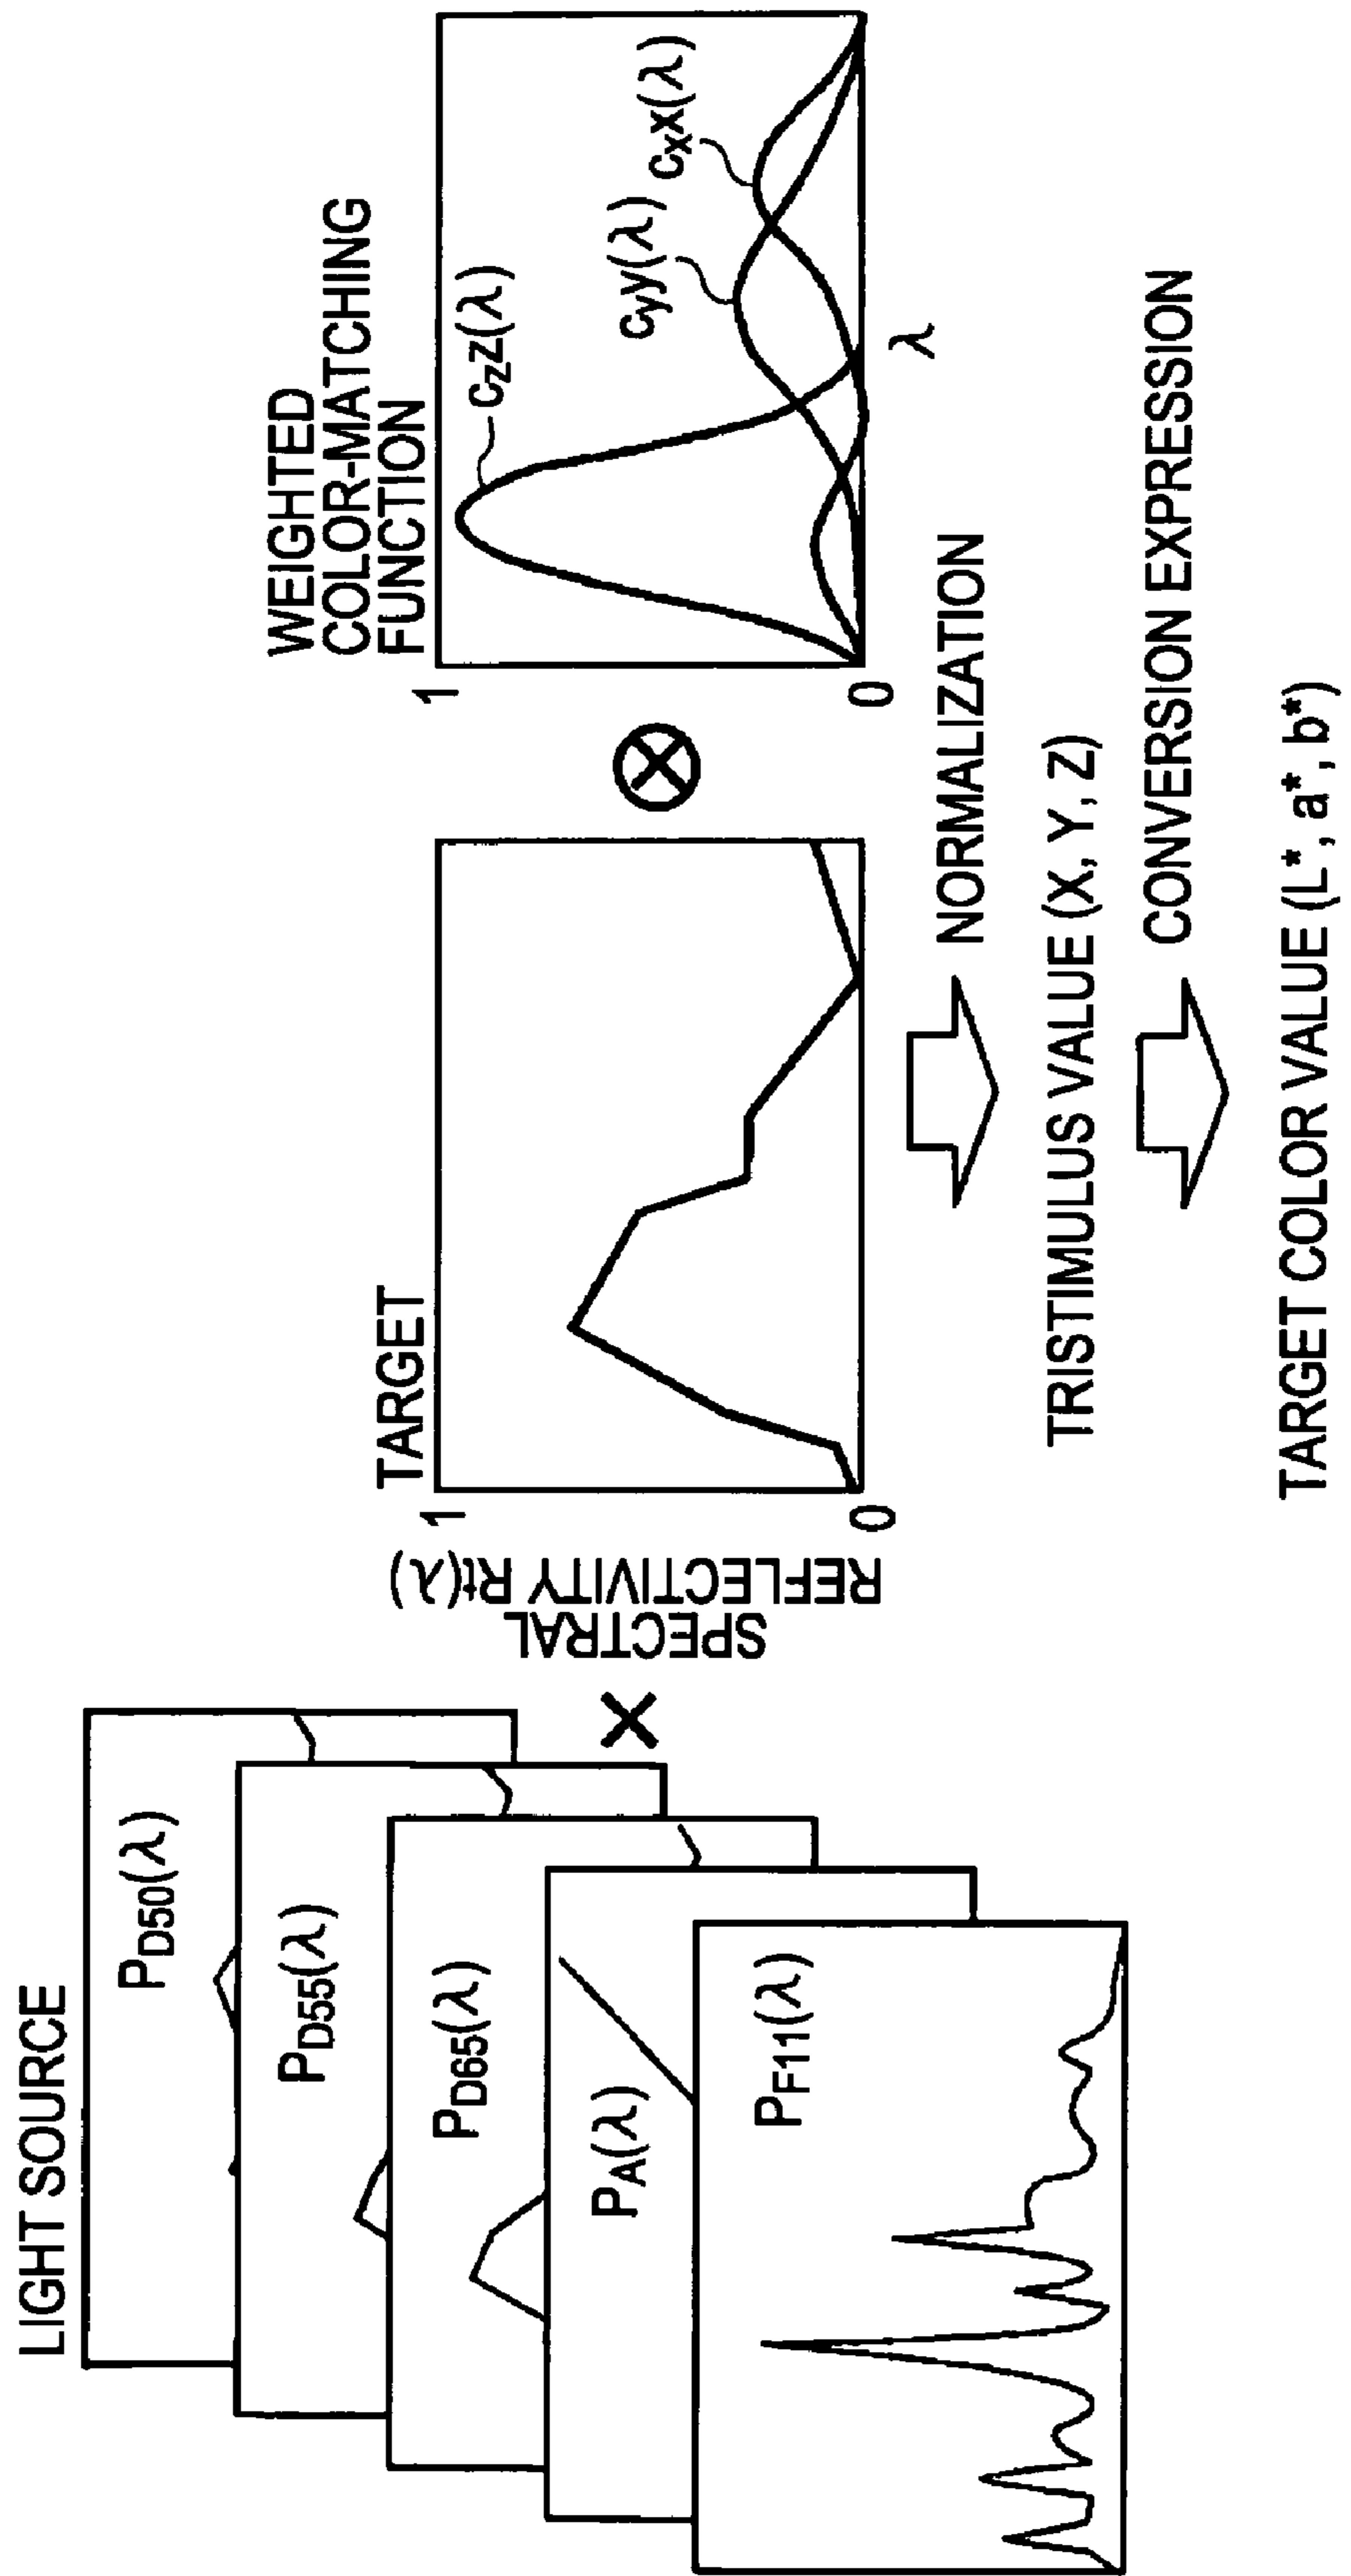 LIGHT SOURCE
P_D50(λ)
P_D55(λ)
P_D65(λ)
P_A(λ)
P_F11(λ)
×
SPECTRAL
REFLECTIVITY Rt(λ)
TARGET
1
0
⊗
WEIGHTED
COLOR-MATCHING
FUNCTION
1
0
c_zz(λ)
c_yy(λ)
c_xx(λ)
λ
NORMALIZATION
TRISTIMULUS VALUE (X, Y, Z)
CONVERSION EXPRESSION
TARGET COLOR VALUE (L*, a*, b*)